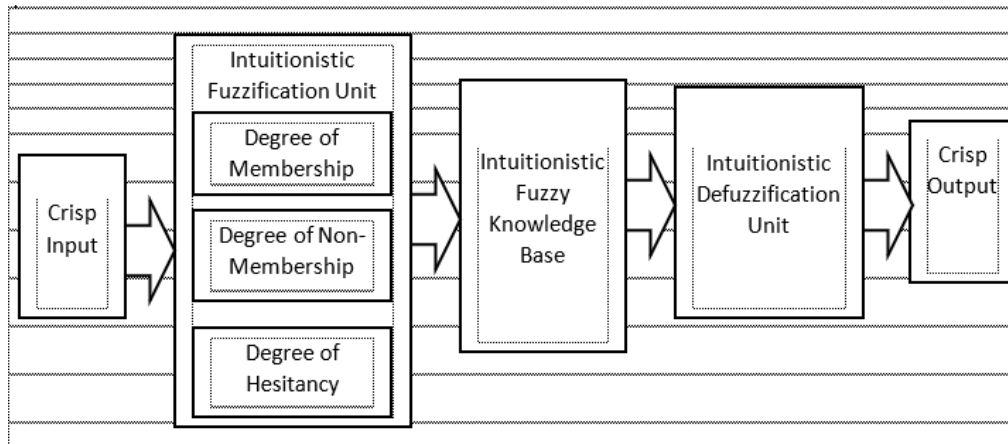 Crisp
Input
Intuitionistic
Fuzzification Unit
Degree of
Membership
Degree of Non-
Membership
Degree of
Hesitancy
Intuitionistic
Fuzzy
Knowledge
Base
Intuitionistic
Defuzzification
Unit
Crisp
Output